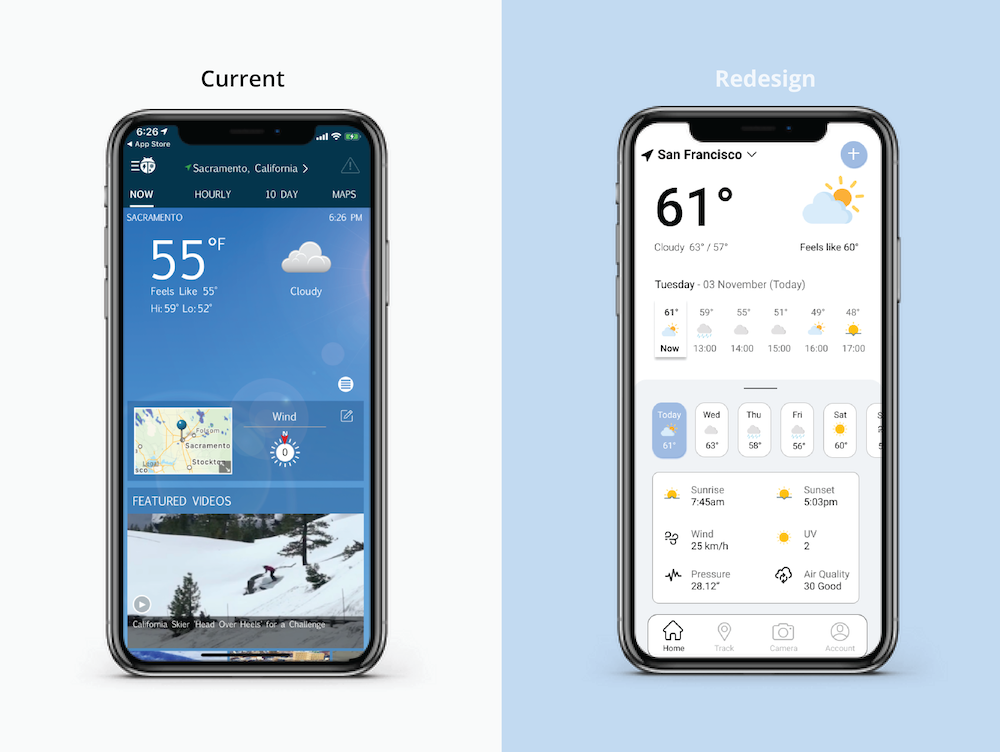 Current
6:26
App Store
Sacramento, California
NOW HOURLY 10 DAY MAPS
SACRAMENTO 6:26 PM
55°F
Feels Like 55°
Hi: 59° Lo: 52°
Cloudy
Folsom
Sacramento
Stockto
Wind
N
0
FEATURED VIDEOS
California Skier 'Head Over Heels' for a Challenge
Redesign
San Francisco
61°
Cloudy 63° / 57°
Feels like 60°
Tuesday - 03 November (Today)
61° 59° 55° 51° 49° 48°
Now 13:00 14:00 15:00 16:00 17:00
Today Wed Thu Fri Sat S
61° 63° 58° 56° 60° 5
Sunrise
7:45am
Sunset
5:03pm
Wind
25 km/h
UV
2
Pressure
28.12”
Air Quality
30 Good
Home Track Camera Account